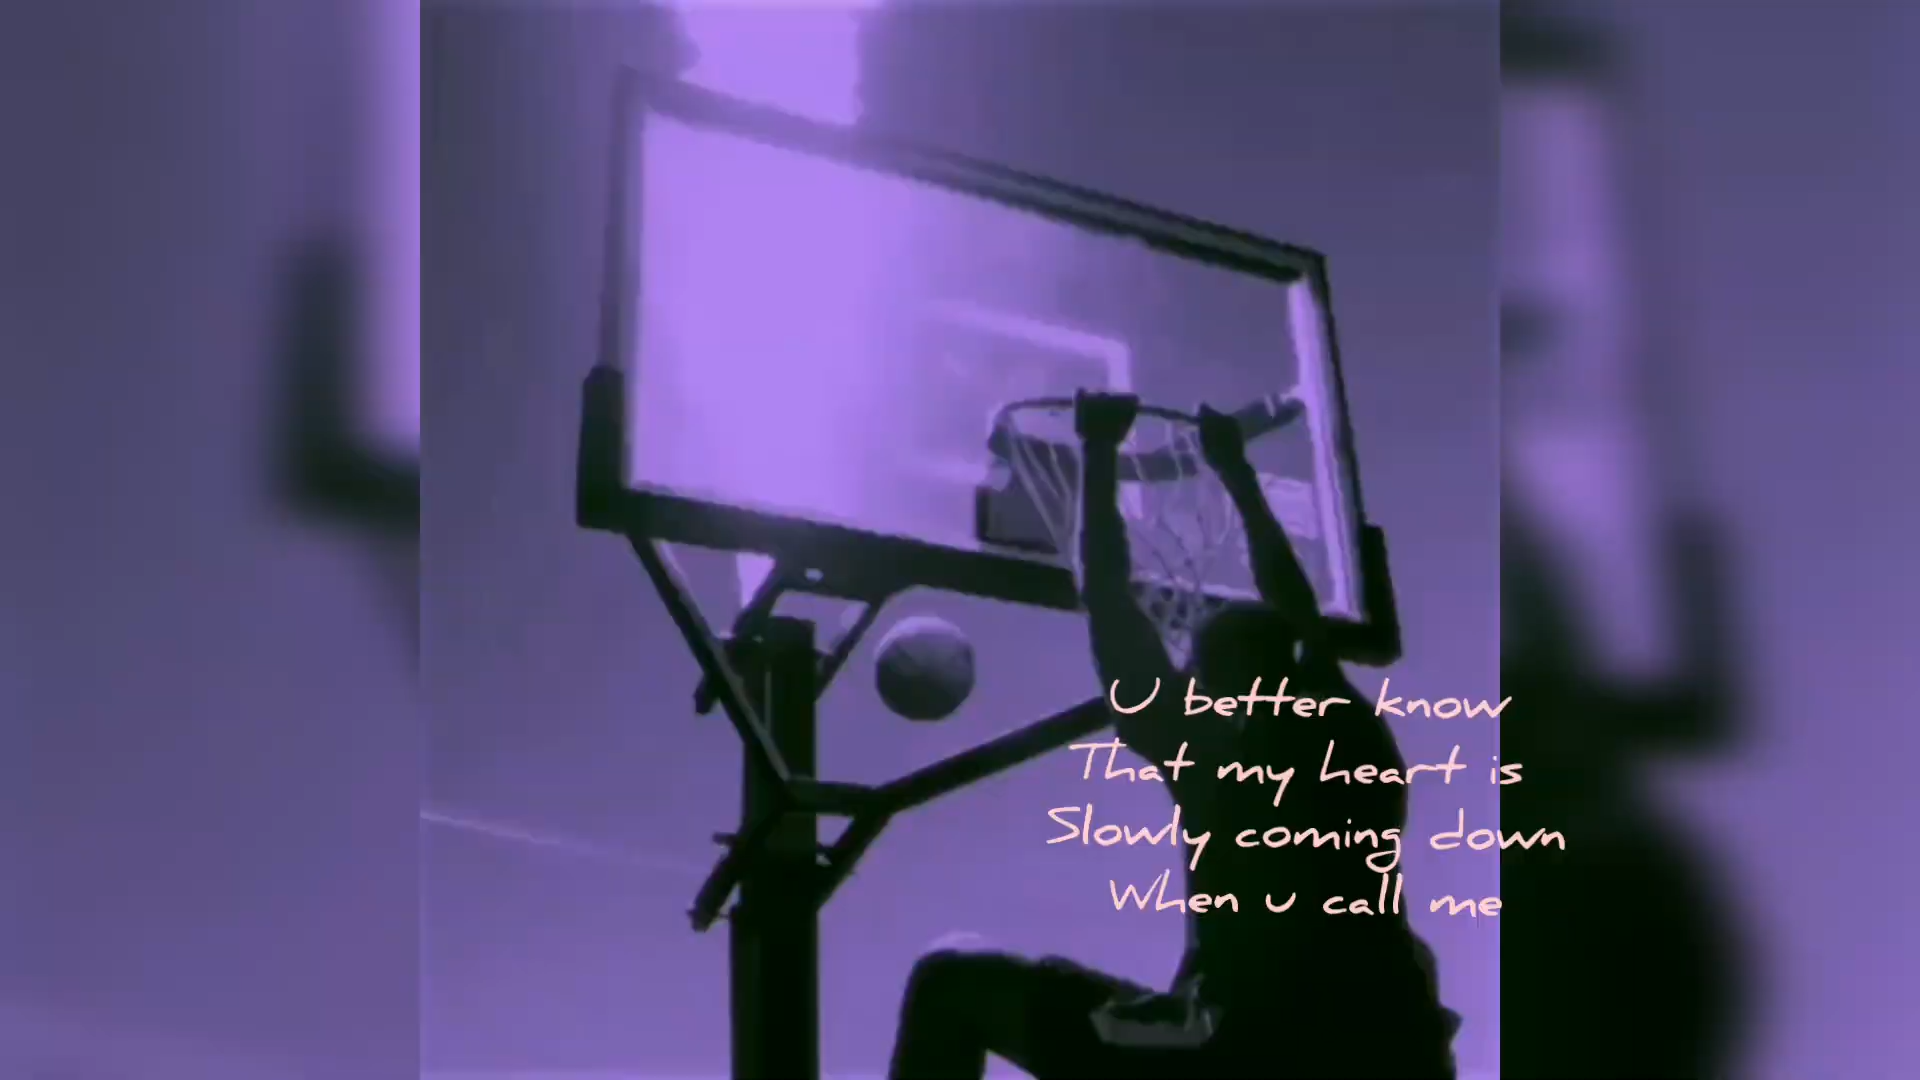 U better know
That my heart is
Slowly coming down
When u call me